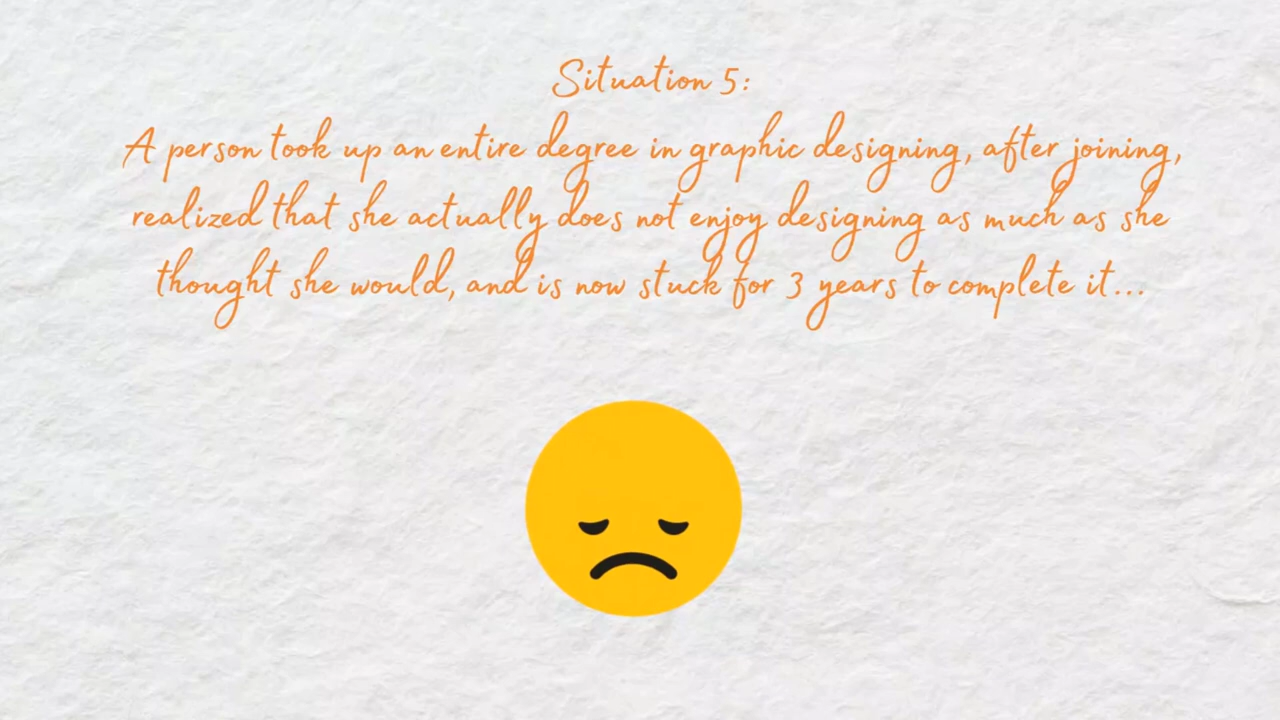 Situation 5:
A person took up an entire degree in graphic designing, after joining,
realized that she actually does not enjoy designing as much as she
thought she would, and is now stuck for 3 years to complete it...